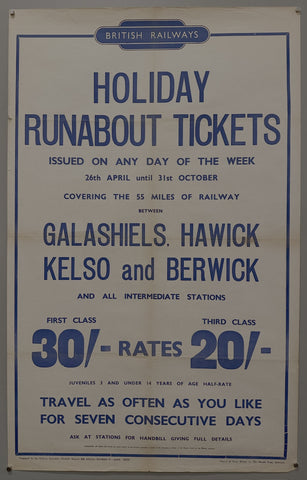 BRITISH RAILWAYS
HOLIDAY
RUNABOUT TICKETS
ISSUED ON ANY DAY OF THE WEEK
26th APRIL until 31st OCTOBER
COVERING THE 55 MILES OF RAILWAY
BETWEEN
GALASHIELS, HAWICK
KELSO and BERWICK
AND ALL INTERMEDIATE STATIONS
FIRST CLASS THIRD CLASS
30/- RATES 20/-
JUVENILES 3 AND UNDER 14 YEARS OF AGE HALF-RATE
TRAVEL AS OFTEN AS YOU LIKE
FOR SEVEN CONSECUTIVE DAYS
ASK AT STATIONS FOR HANDBILL GIVING FULL DETAILS